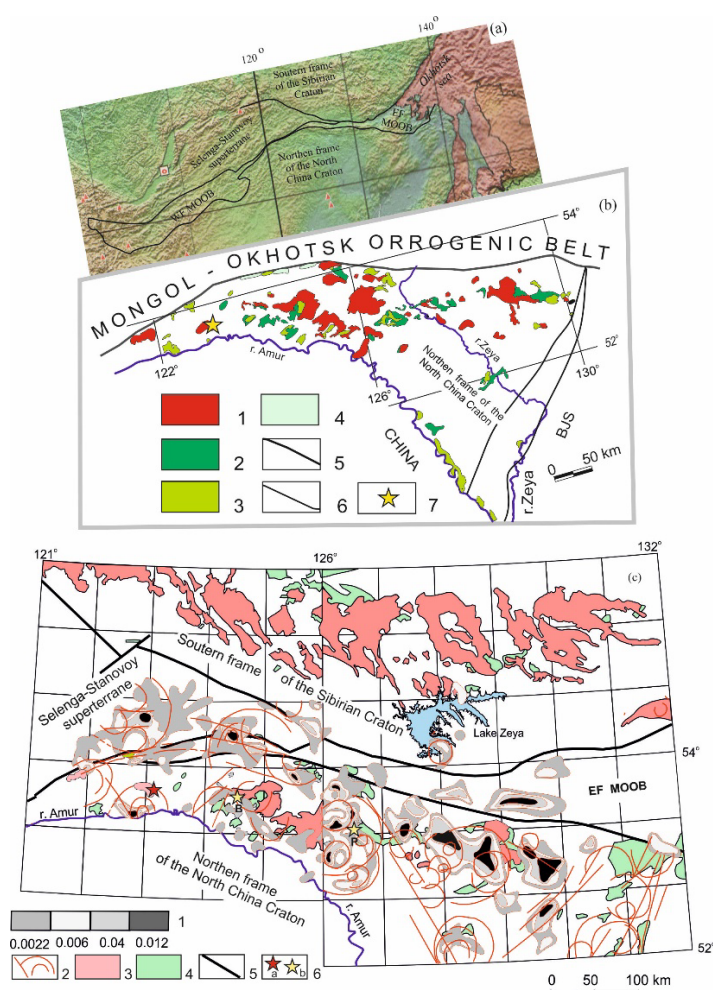 (a)
120°
140°
Soutern frame
of the Sibirian
Craton
Okhotsk
sea
EF
MOOB
Selenga-Stanovoy
superterrane
Northen frame
of the North
China Craton
WF MOOB
(b)
54°
MONGOL - OKHOTSK ORROGENIC BELT
r. Amur
122°
r.Zeya
52°
Northen frame of the
North China Craton
130°
126°
CHINA
BJS
r.Zeya
0 50 km
1
4
2
5
3
6
7
121°
126°
132°
(c)
Soutern frame
of the Sibirian Craton
Selenga-Stanovoy
superterrane
Lake Zeya
54°
EF MOOB
r. Amur
B
P
Northen frame
of the North China Craton
r. Amur
1
0.0022 0.006 0.04 0.012
52°
2
3
4
5
a
b
6
0 50 100 km